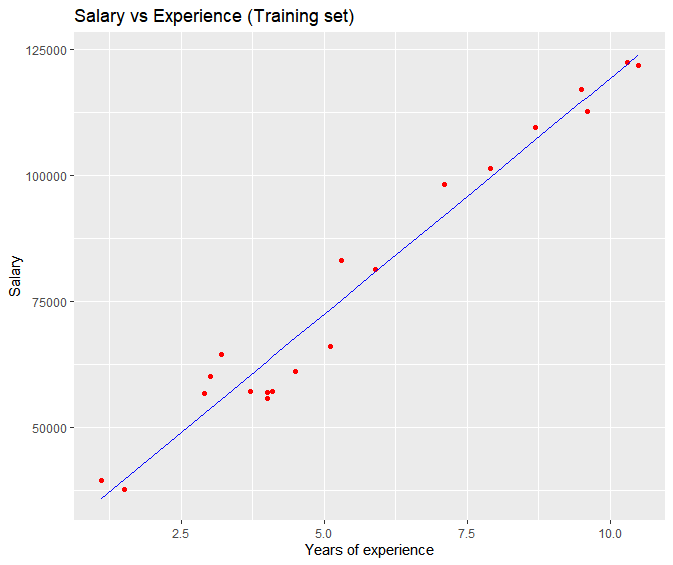 Salary vs Experience (Training set)
125000
100000
75000
50000
Salary
2.5
5.0
7.5
10.0
Years of experience